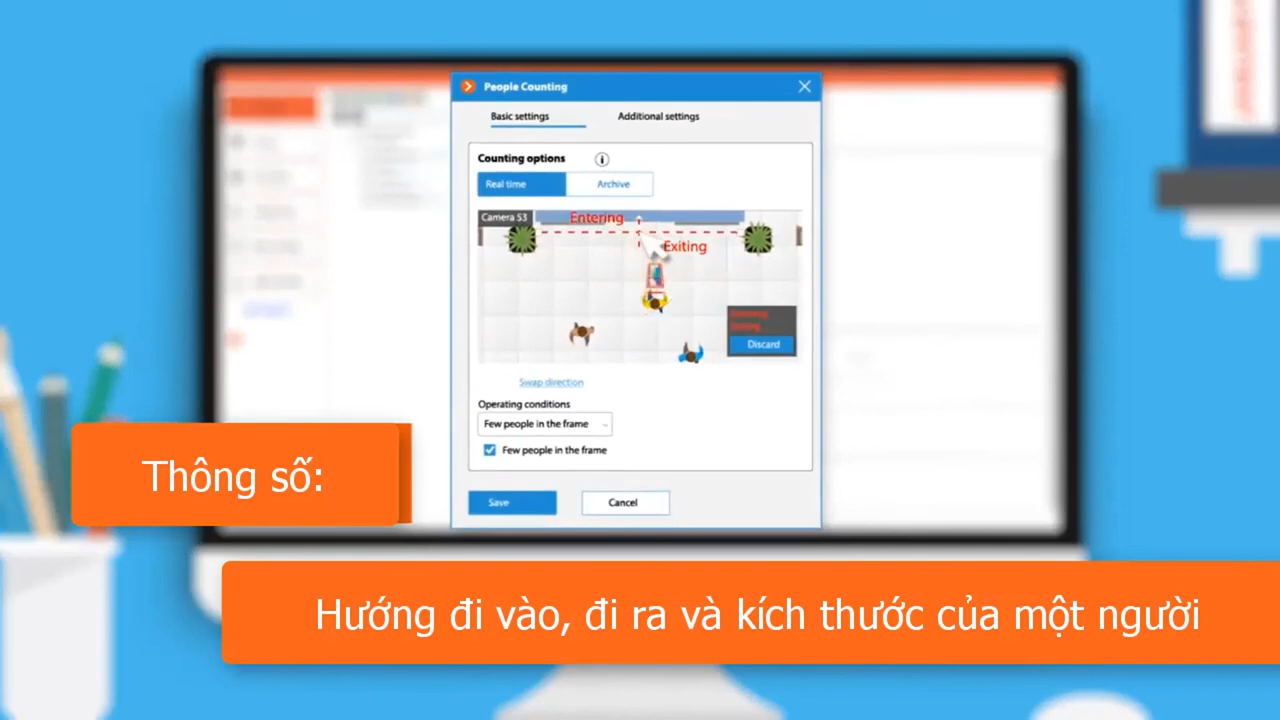 People Counting
Basic settings
Additional settings
Counting options
Real time
Archive
Camera 53
Entering
Exiting
Discard
Swap direction
Operating conditions
Few people in the frame
Few people in the frame
Save
Cancel
Thông số:
Hướng đi vào, đi ra và kích thước của một người